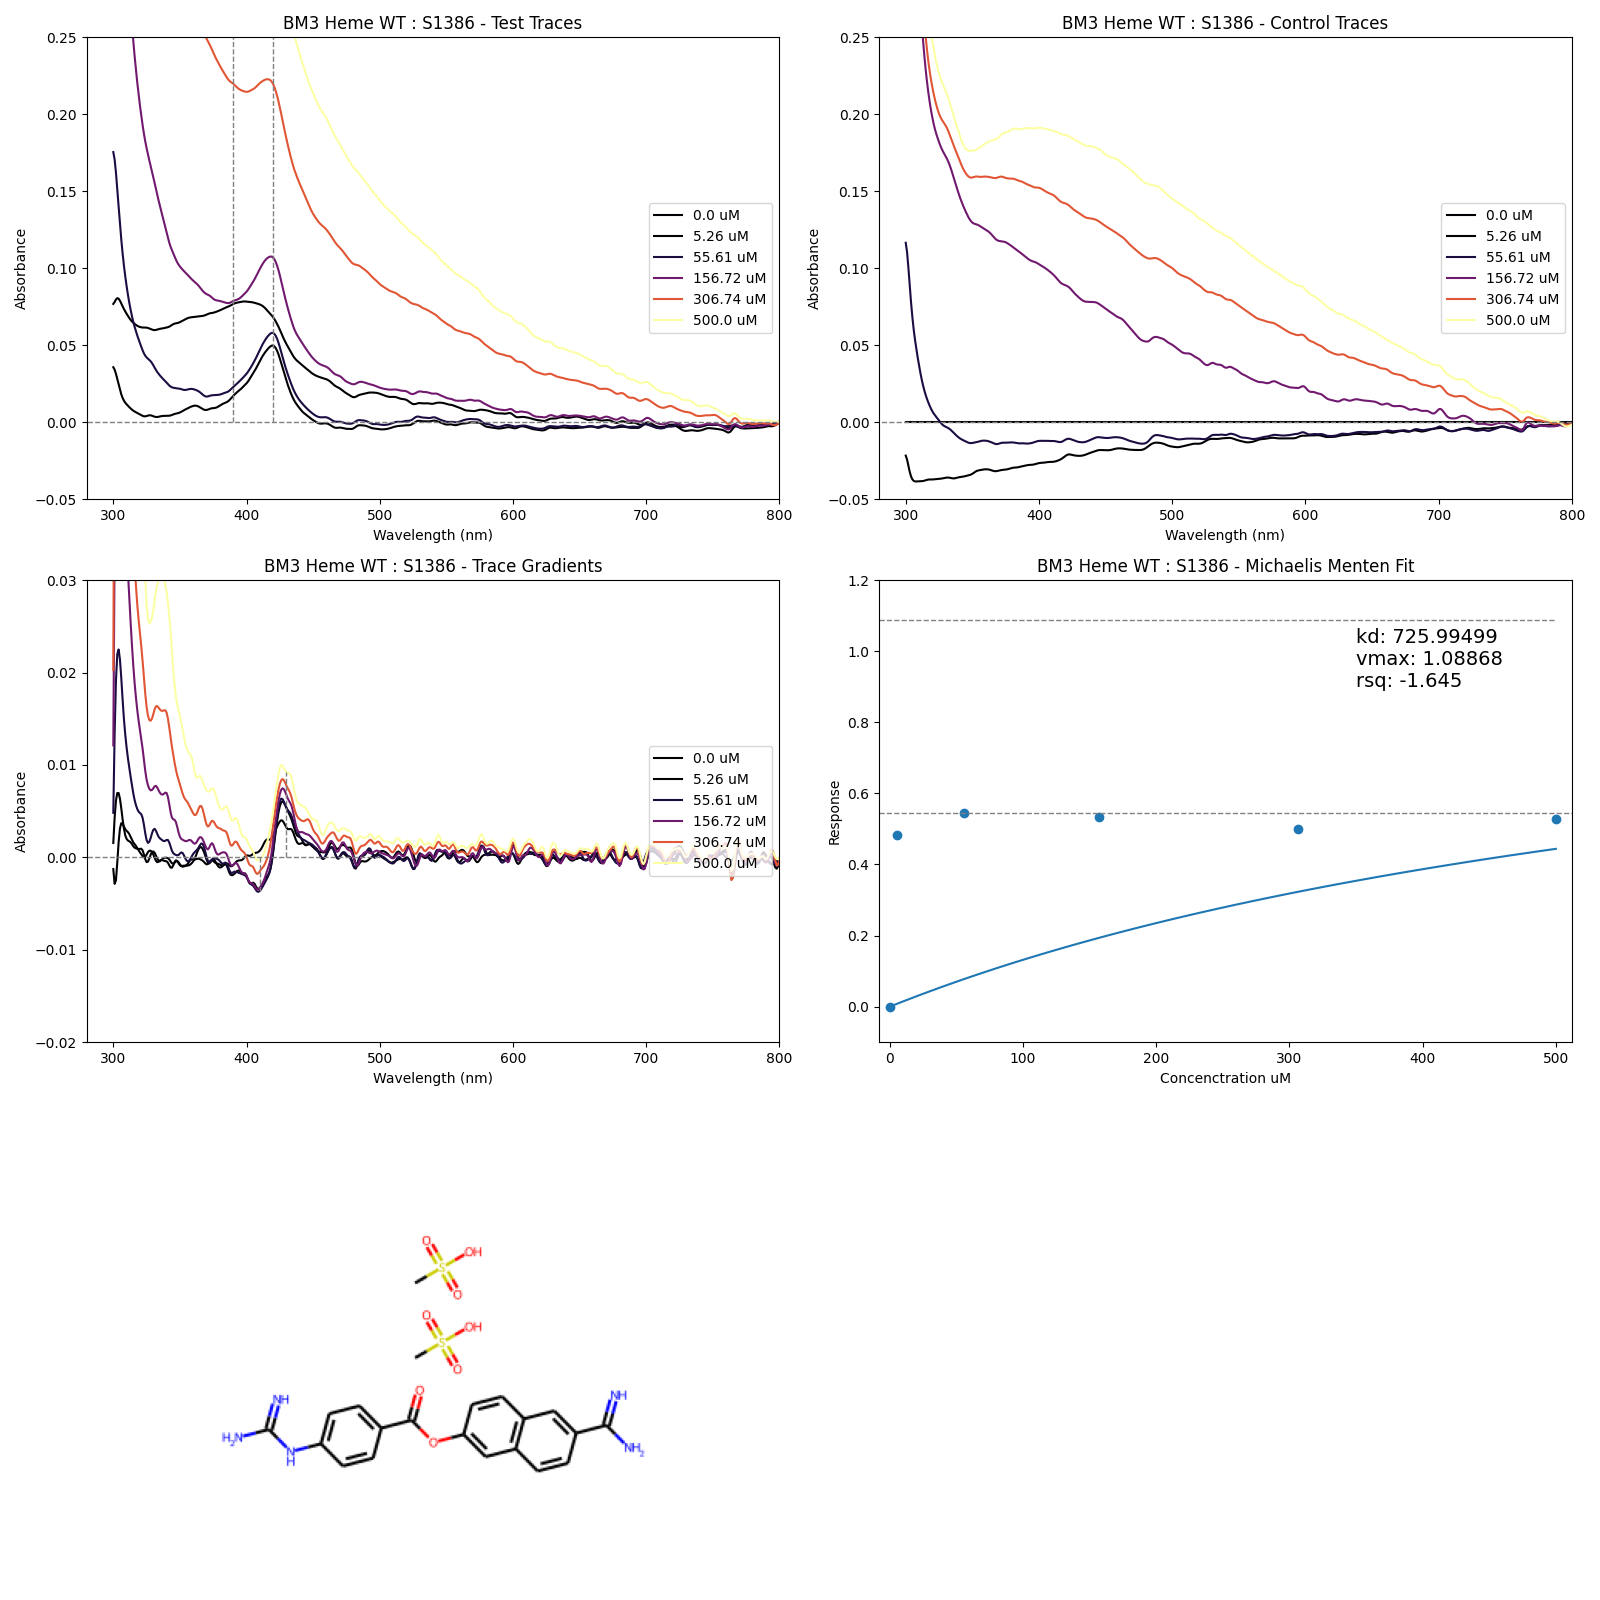 BM3 Heme WT : S1386 - Test Traces
Absorbance
0.25
0.20
0.15
0.10
0.05
0.00
−0.05
300 400 500 600 700 800
Wavelength (nm)
0.0 uM
5.26 uM
55.61 uM
156.72 uM
306.74 uM
500.0 uM
BM3 Heme WT : S1386 - Control Traces
Absorbance
0.25
0.20
0.15
0.10
0.05
0.00
−0.05
300 400 500 600 700 800
Wavelength (nm)
0.0 uM
5.26 uM
55.61 uM
156.72 uM
306.74 uM
500.0 uM
BM3 Heme WT : S1386 - Trace Gradients
Absorbance
0.03
0.02
0.01
0.00
−0.01
−0.02
300 400 500 600 700 800
Wavelength (nm)
0.0 uM
5.26 uM
55.61 uM
156.72 uM
306.74 uM
500.0 uM
BM3 Heme WT : S1386 - Michaelis Menten Fit
Response
1.2
1.0
0.8
0.6
0.4
0.2
0.0
0 100 200 300 400 500
Concenctration uM
kd: 725.99499
vmax: 1.08868
rsq: -1.645
O
OH
S
O
O
OH
S
O
NH
H2N
N
H
O
O
NH
NH2